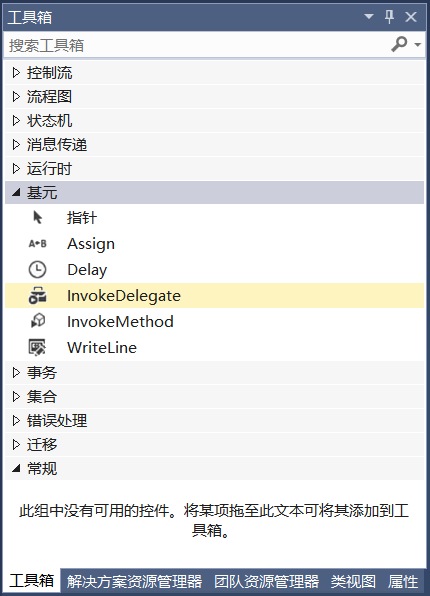 工具箱
搜索工具箱
控制流
流程图
状态机
消息传递
运行时
基元
指针
A+B Assign
Delay
InvokeDelegate
InvokeMethod
WriteLine
事务
集合
错误处理
迁移
常规
此组中没有可用的控件。将某项拖至此文本可将其添加到工
具箱。
工具箱 解决方案资源管理器 团队资源管理器 类视图 属性